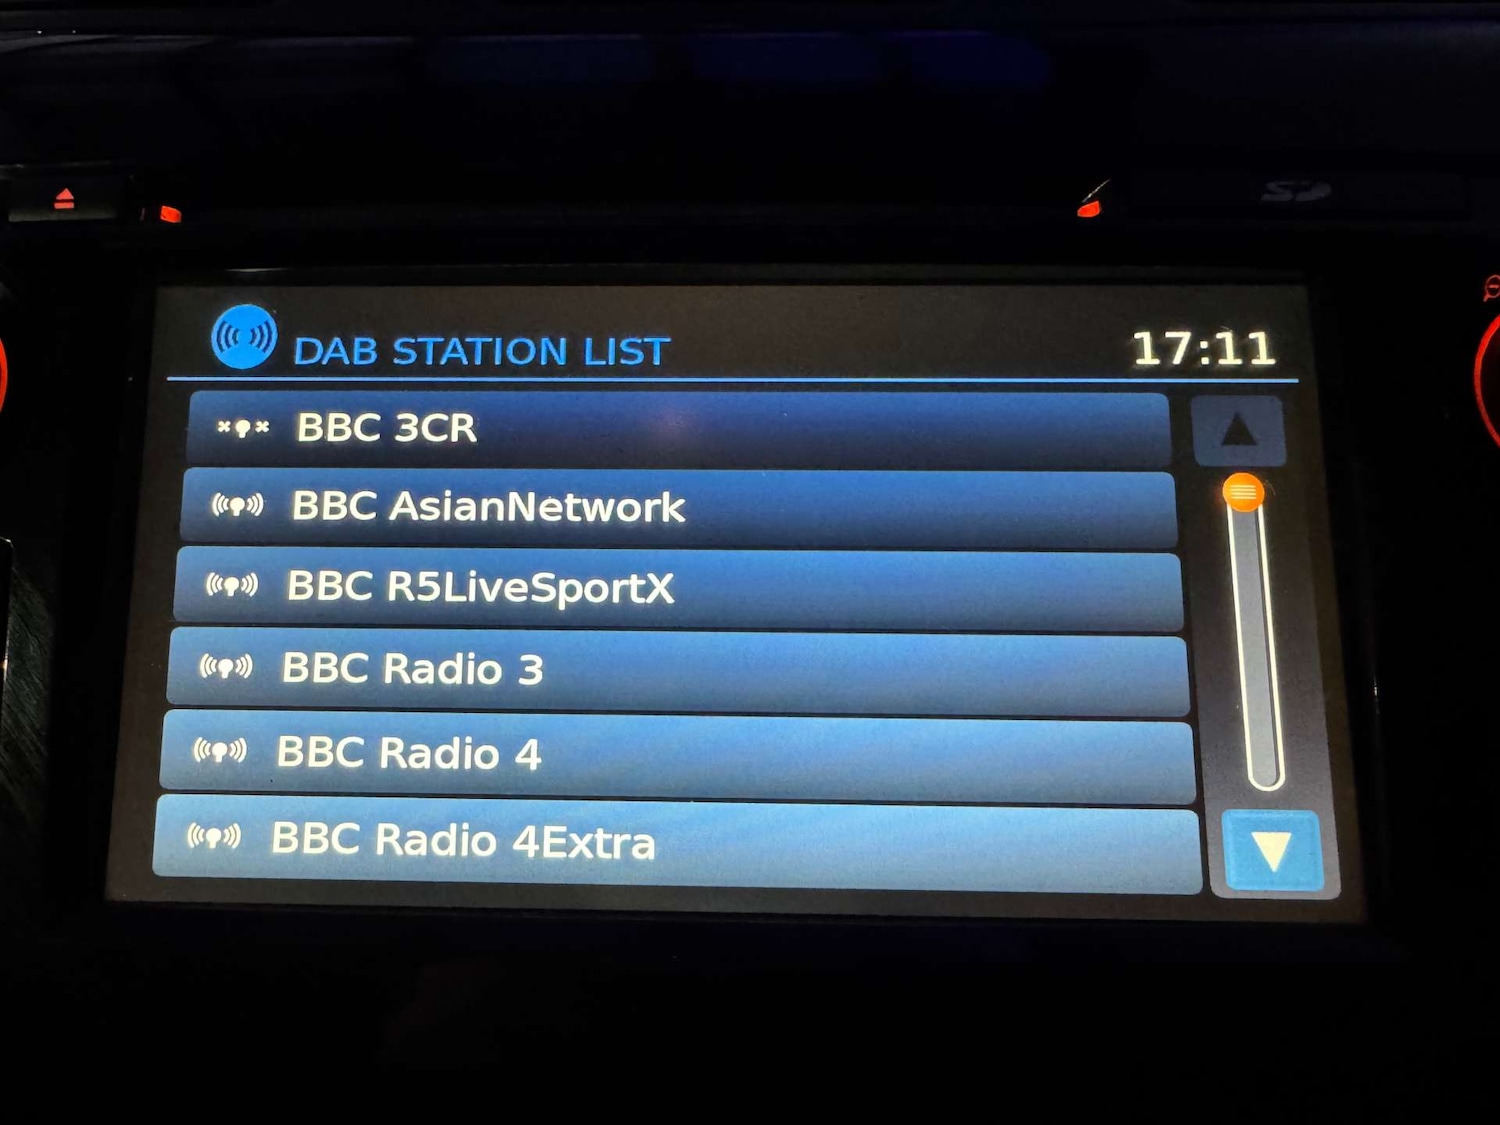 SD
DAB STATION LIST 17:11
BBC 3CR
BBC AsianNetwork
BBC R5LiveSportX
BBC Radio 3
BBC Radio 4
BBC Radio 4Extra